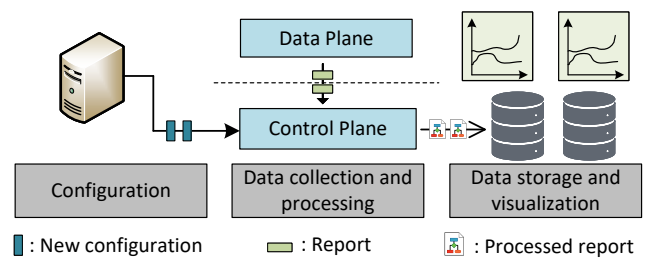 Data Plane
Control Plane
Configuration
Data collection and
processing
Data storage and
visualization
: New configuration
: Report
: Processed report